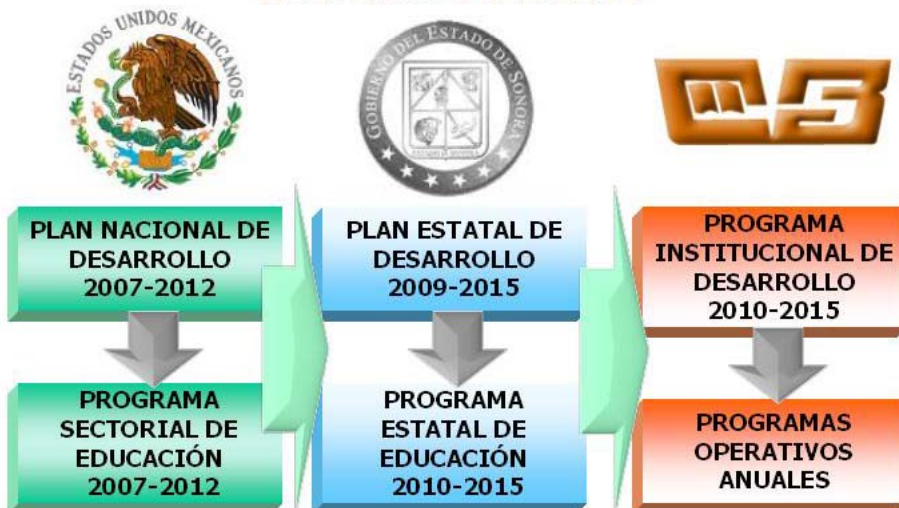 ESTADOS UNIDOS MEXICANOS
GOBIERNO DEL ESTADO DE SONORA
PLAN NACIONAL DE
DESARROLLO
2007-2012
PROGRAMA
SECTORIAL DE
EDUCACIÓN
2007-2012
PLAN ESTATAL DE
DESARROLLO
2009-2015
PROGRAMA
ESTATAL DE
EDUCACIÓN
2010-2015
PROGRAMA
INSTITUCIONAL DE
DESARROLLO
2010-2015
PROGRAMAS
OPERATIVOS
ANUALES